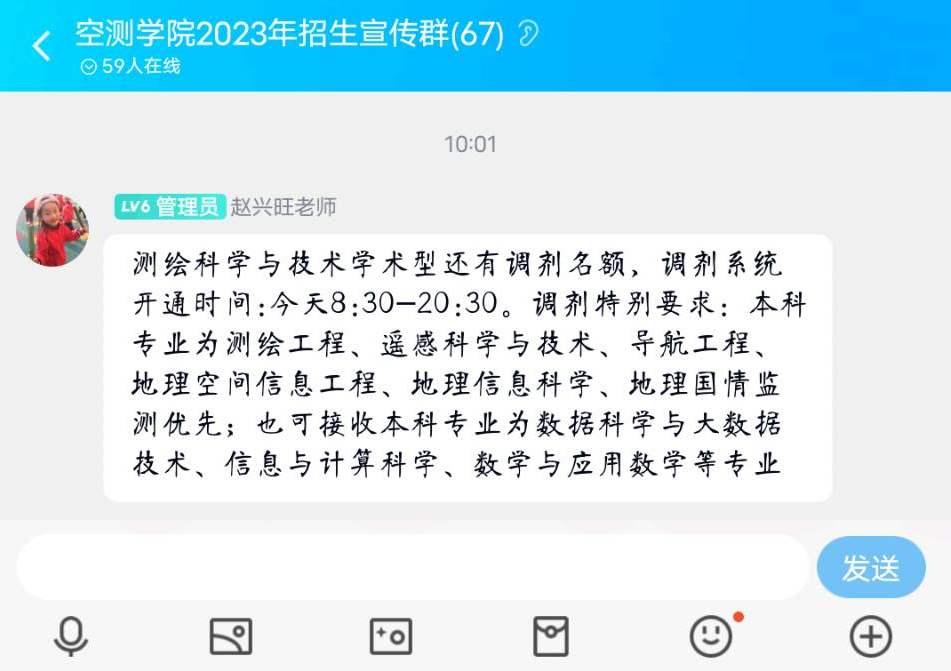 空测学院2023年招生宣传群(67)
59人在线
10:01
LV6 管理员 赵兴旺老师
测绘科学与技术学术型还有调剂名额，调剂系统
开通时间:今天8:30—20:30。调剂特别要求：本科
专业为测绘工程、遥感科学与技术、导航工程、
地理空间信息工程、地理信息科学、地理国情监
测优先；也可接收本科专业为数据科学与大数据
技术、信息与计算科学、数学与应用数学等专业
发送